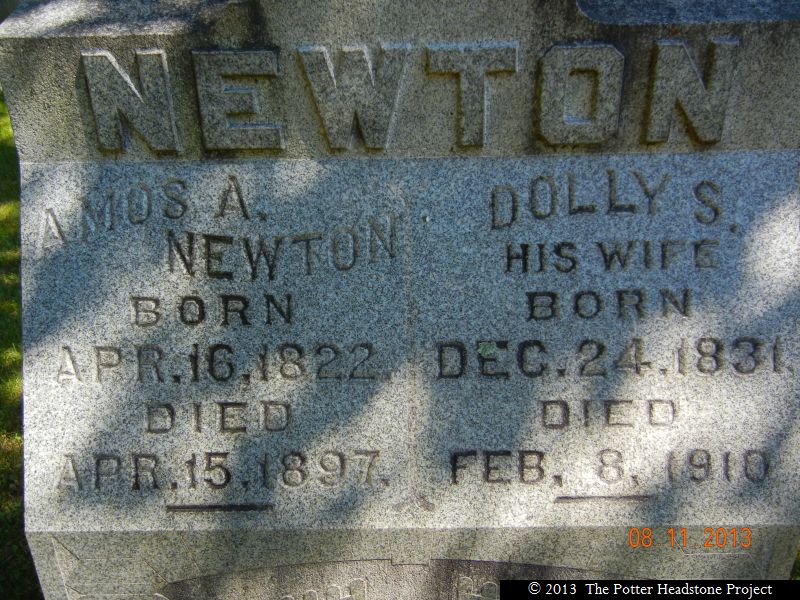 NEWTON
AMOS A.
NEWTON
BORN
APR. 16, 1822.
DIED
APR. 15, 1897.
DOLLY S.
HIS WIFE
BORN
DEC. 24. 1831.
DIED
FEB. 8. 1910
08.11.2013
© 2013 The Potter Headstone Project